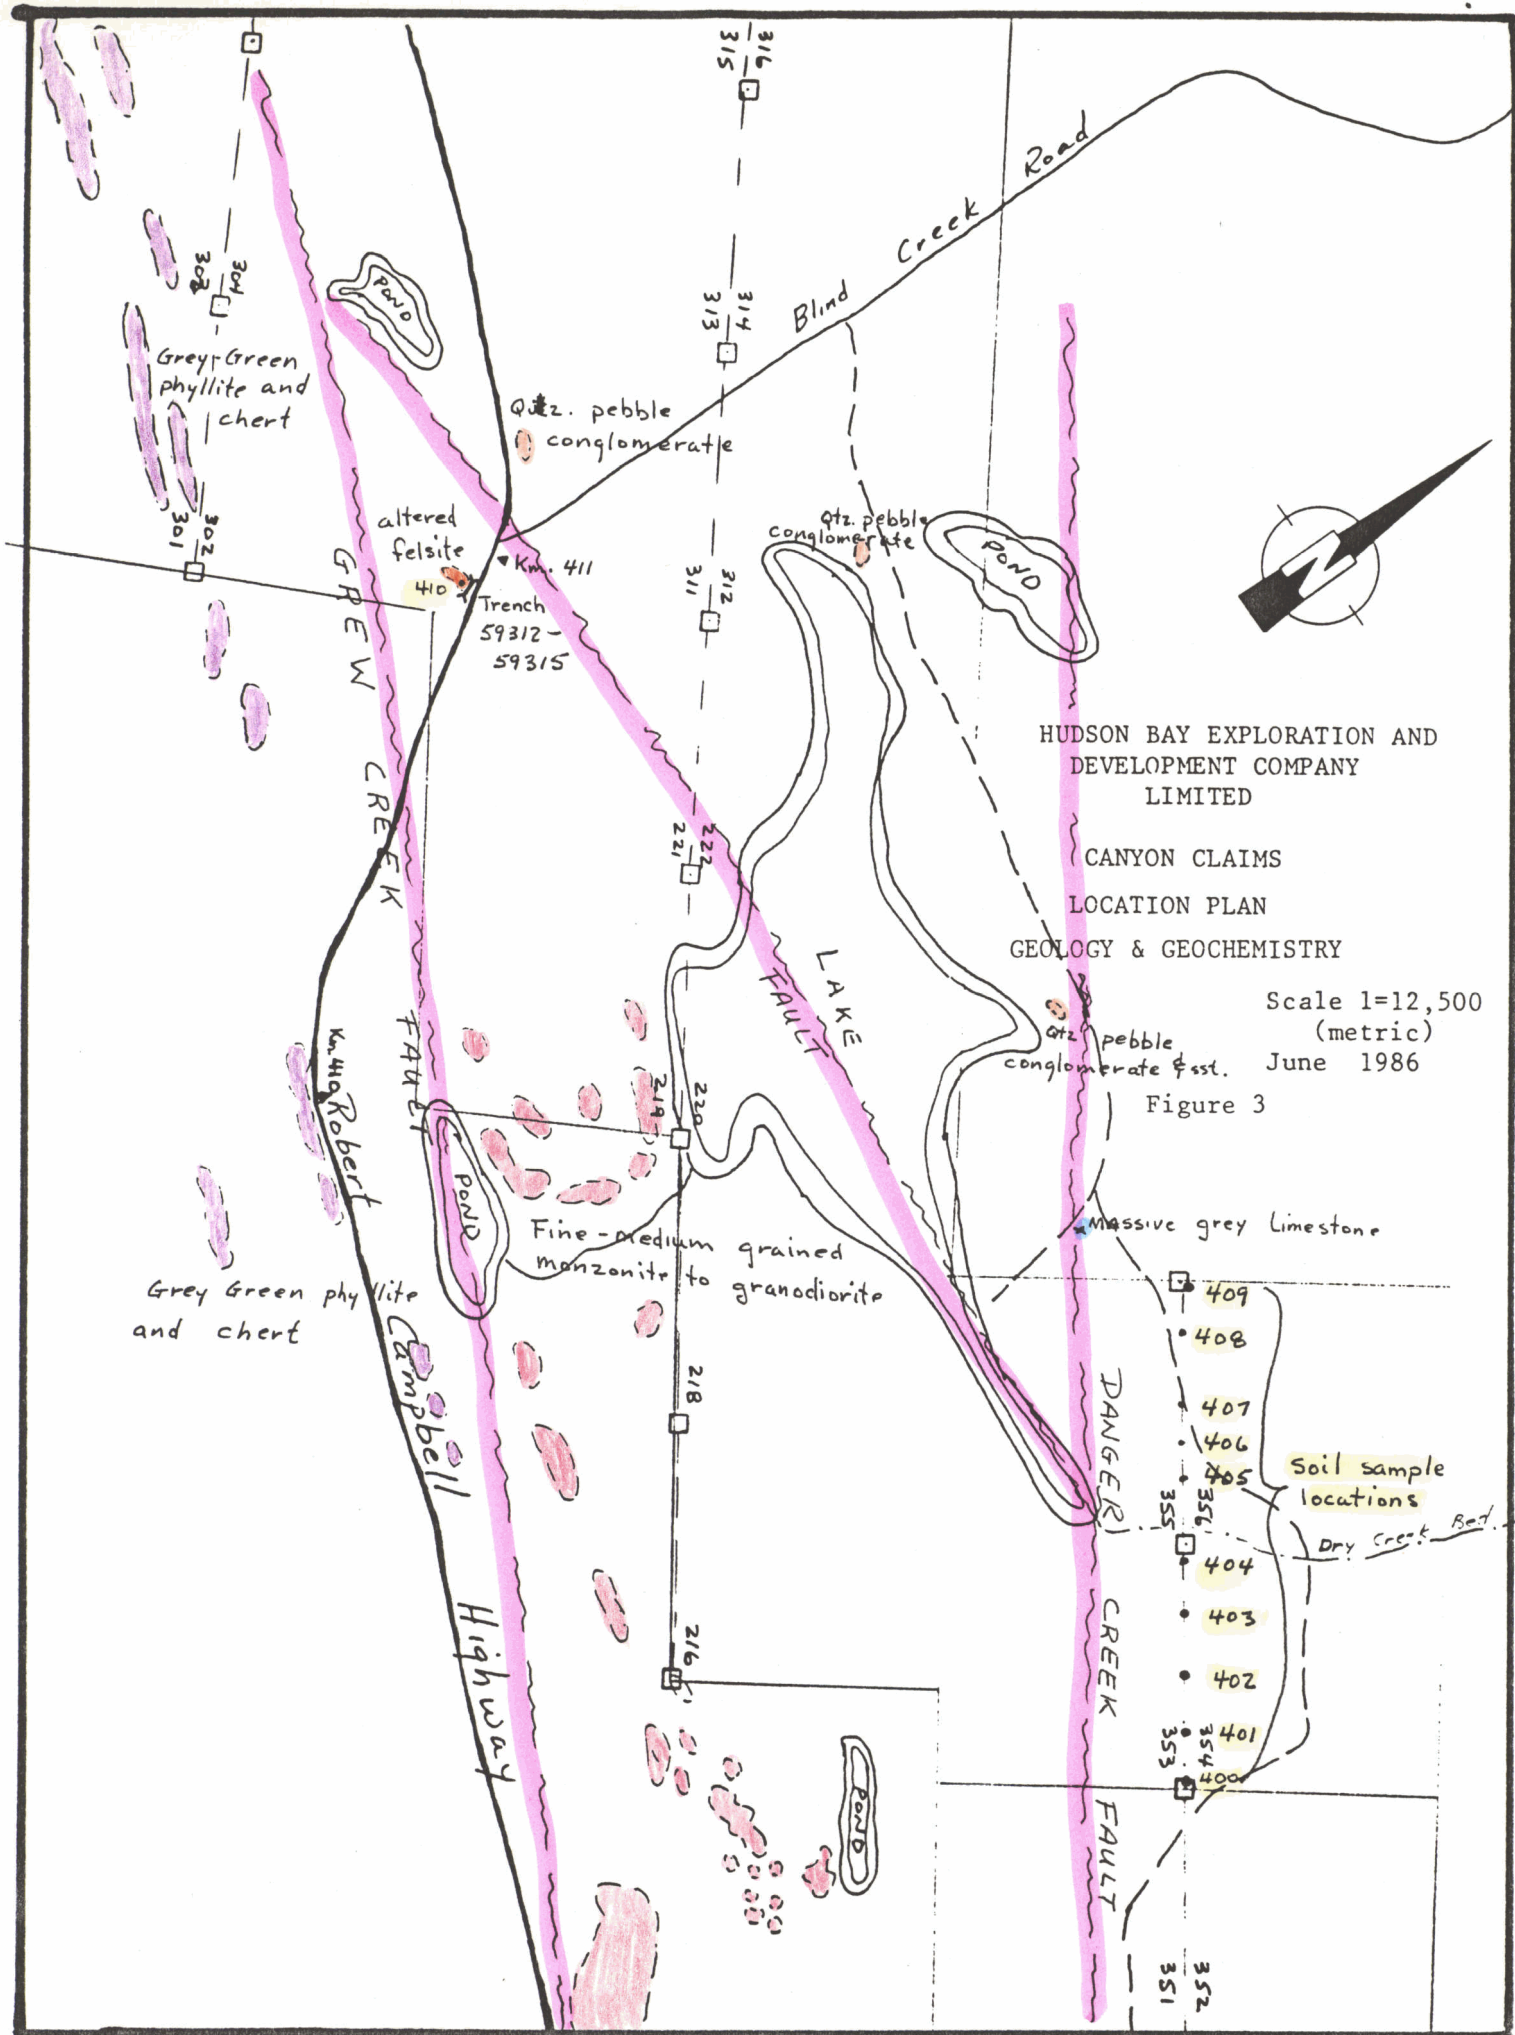 315
316
Road
Creek
Blind
303
304
POND
313
314
Grey-Green
phyllite and
chert
Qtz. pebble
conglomerate
301
302
altered
felsite
410
Km. 411
Trench
59312-
59315
Qtz. pebble
conglomerate
POND
311
312
GREW CREEK FAULT
HUDSON BAY EXPLORATION AND
DEVELOPMENT COMPANY
LIMITED
CANYON CLAIMS
LOCATION PLAN
GEOLOGY & GEOCHEMISTRY
Scale 1=12,500
(metric)
June 1986
Figure 3
221
222
LAKE
FAULT
Qtz pebble
conglomerate & sst.
Km 410
Robert Campbell Highway
219
220
POND
Massive grey Limestone
Fine-medium grained
monzonite to granodiorite
Grey Green phyllite
and chert
218
216
409
408
407
406
405
Soil sample
locations
355
356
Dry Creek Bed
404
403
402
401
353
354
400
DANGER CREEK FAULT
POND
351
352